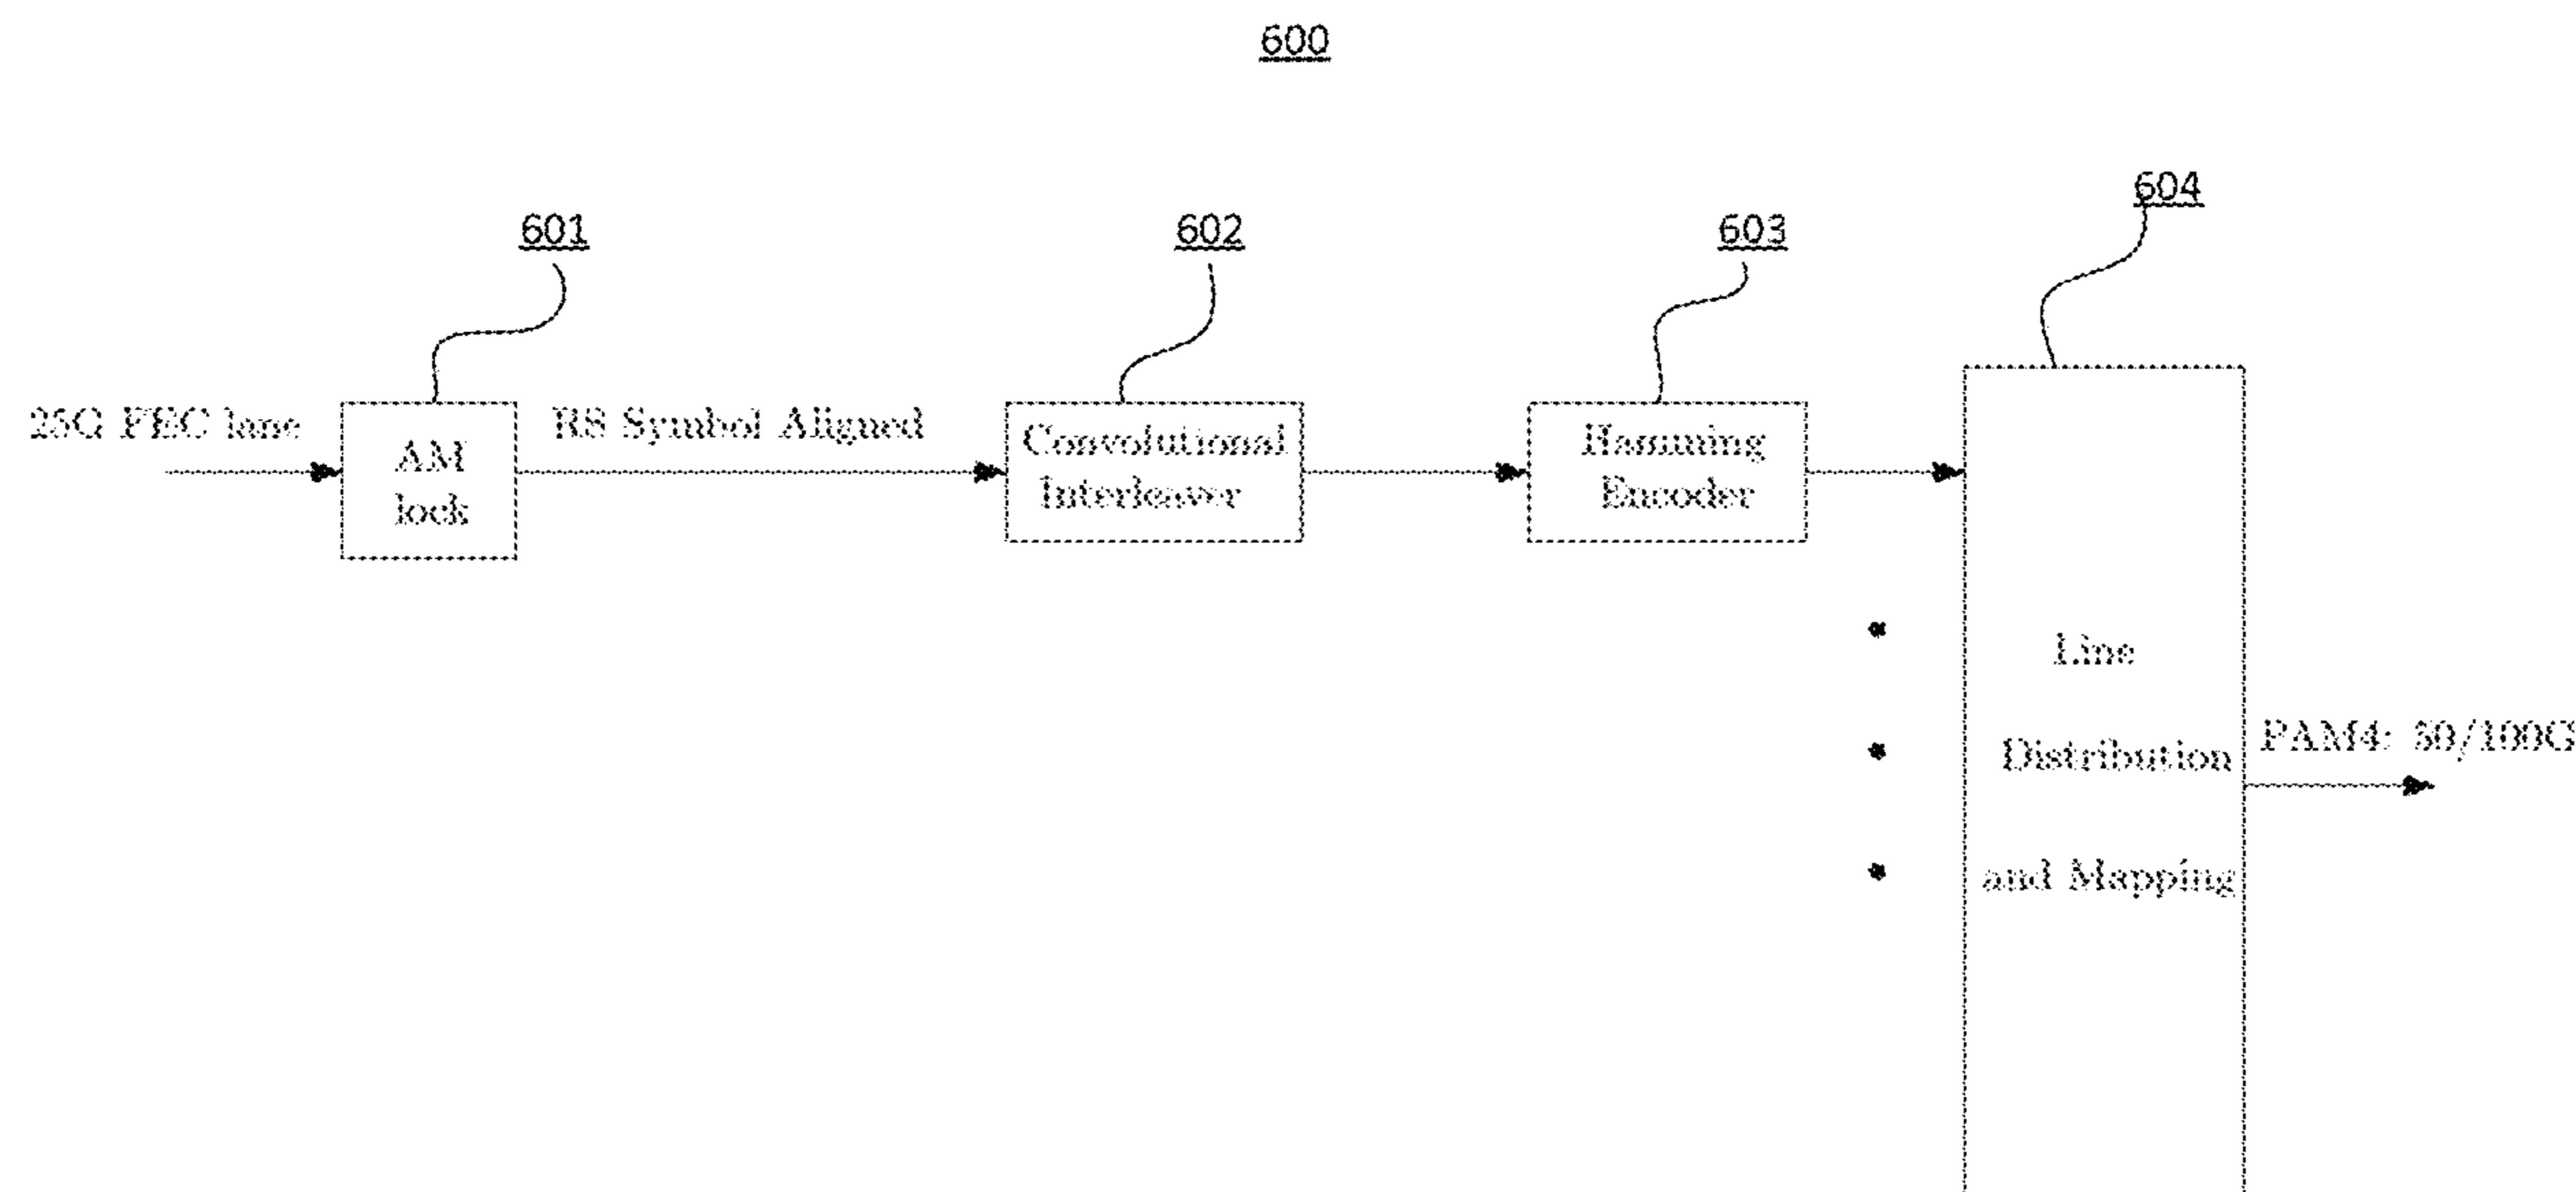 600
601
602
603
604
25G FEC lane
AM
lock
RS Symbol Aligned
Convolutional
Interleaver
Hamming
Encoder
Line
Distribution
and Mapping
PAM4: 50/100G